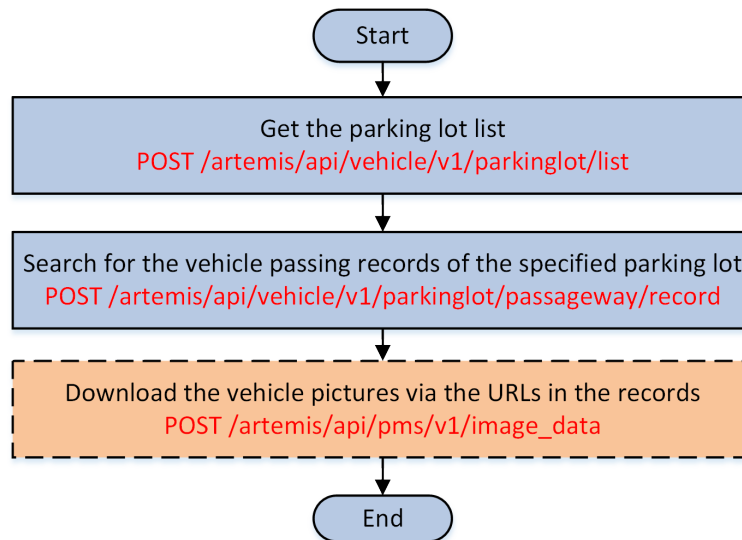 Start
Get the parking lot list
POST /artemis/api/vehicle/v1/parkinglot/list
Search for the vehicle passing records of the specified parking lot
POST /artemis/api/vehicle/v1/parkinglot/passageway/record
Download the vehicle pictures via the URLs in the records
POST /artemis/api/pms/v1/image_data
End